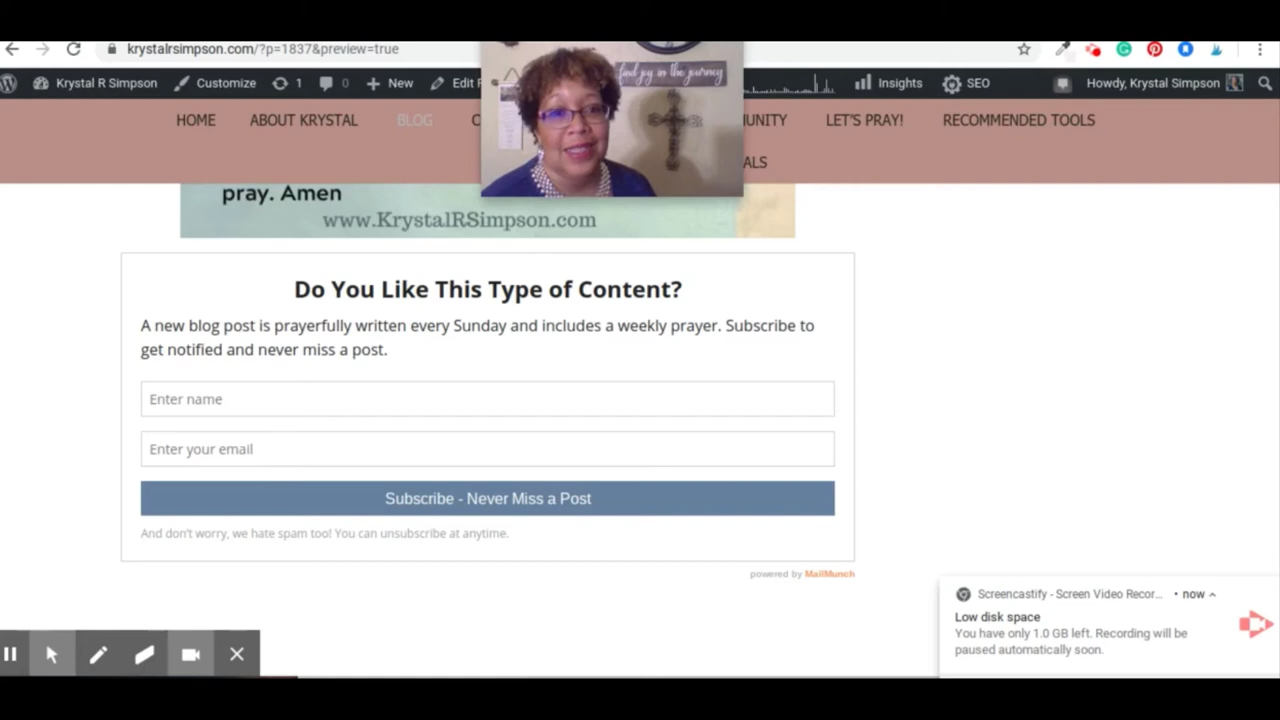 krystalrsimpson.com/?p=1837&preview=true
Krystal R Simpson Customize 1 0 New Edit Insights SEO Howdy, Krystal Simpson
find joy in the journey
HOME ABOUT KRYSTAL BLOG C UNITY LET'S PRAY! RECOMMENDED TOOLS
ALS
pray. Amen
www.KrystalRSimpson.com
Do You Like This Type of Content?
A new blog post is prayerfully written every Sunday and includes a weekly prayer. Subscribe to
get notified and never miss a post.
Enter name
Enter your email
Subscribe - Never Miss a Post
And don't worry, we hate spam too! You can unsubscribe at anytime.
powered by MailMunch
Screencastify - Screen Video Recor... • now
Low disk space
You have only 1.0 GB left. Recording will be
paused automatically soon.